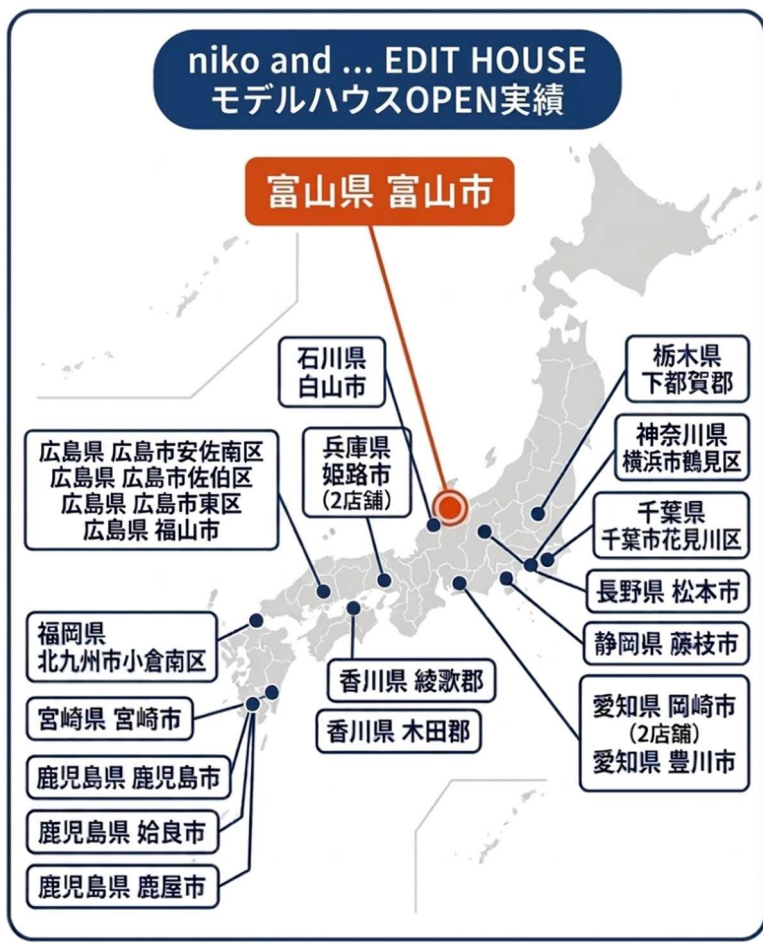 niko and ... EDIT HOUSE
モデルハウスOPEN実績
富山県 富山市
石川県
白山市
栃木県
下都賀郡
広島県 広島市安佐南区
広島県 広島市佐伯区
広島県 広島市東区
広島県 福山市
兵庫県
姫路市
(2店舗)
神奈川県
横浜市鶴見区
千葉県
千葉市花見川区
長野県 松本市
福岡県
北九州市小倉南区
静岡県 藤枝市
香川県 綾歌郡
宮崎県 宮崎市
香川県 木田郡
愛知県 岡崎市
(2店舗)
愛知県 豊川市
鹿児島県 鹿児島市
鹿児島県 姶良市
鹿児島県 鹿屋市